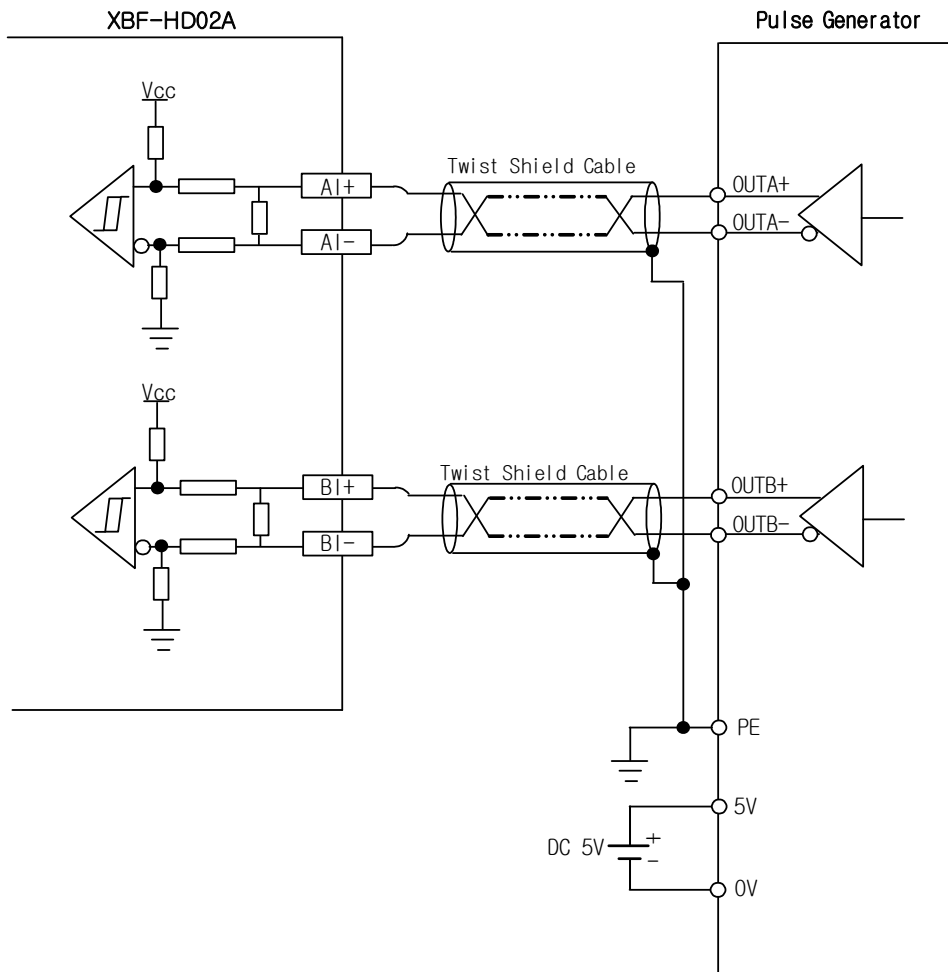 XBF-HD02A
Pulse Generator
Vcc
Twist Shield Cable
AI+
OUTA+
AI-
OUTA-
Vcc
Twist Shield Cable
BI+
OUTB+
BI-
OUTB-
PE
5V
DC 5V
+
-
0V